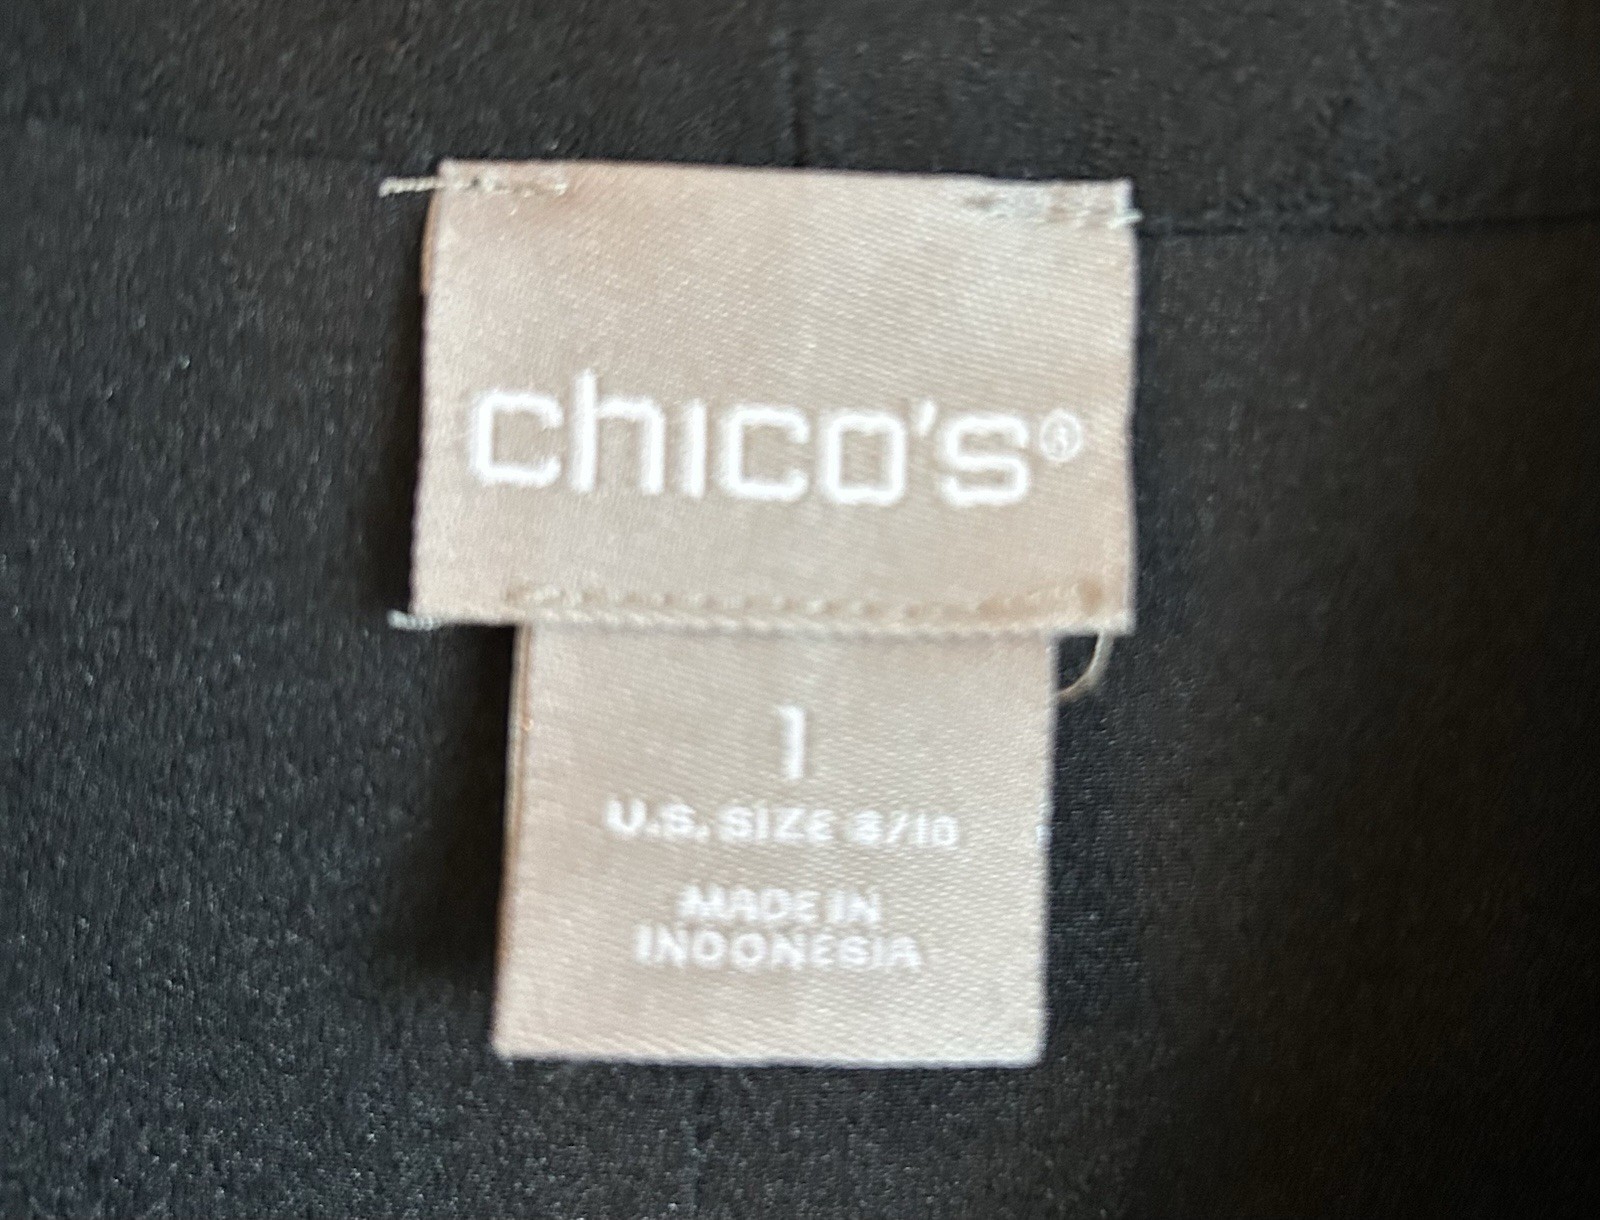 chico's®
1
U.S. SIZE 8/10
MADE IN
INDONESIA